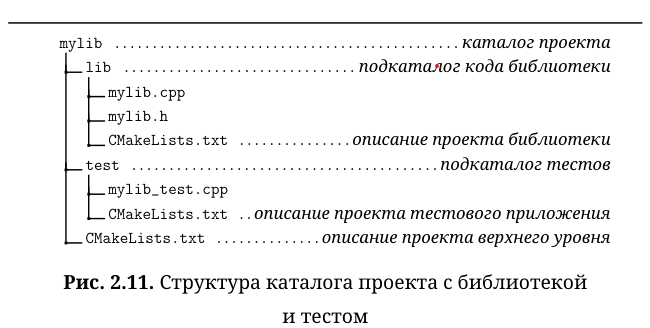 mylib ........................................ каталог проекта
lib ........................... подкаталог кода библиотеки
mylib.cpp
mylib.h
CMakeLists.txt ............... описание проекта библиотеки
test ................................... подкаталог тестов
mylib_test.cpp
CMakeLists.txt .. описание проекта тестового приложения
CMakeLists.txt .............. описание проекта верхнего уровня
Рис. 2.11. Структура каталога проекта с библиотекой
и тестом